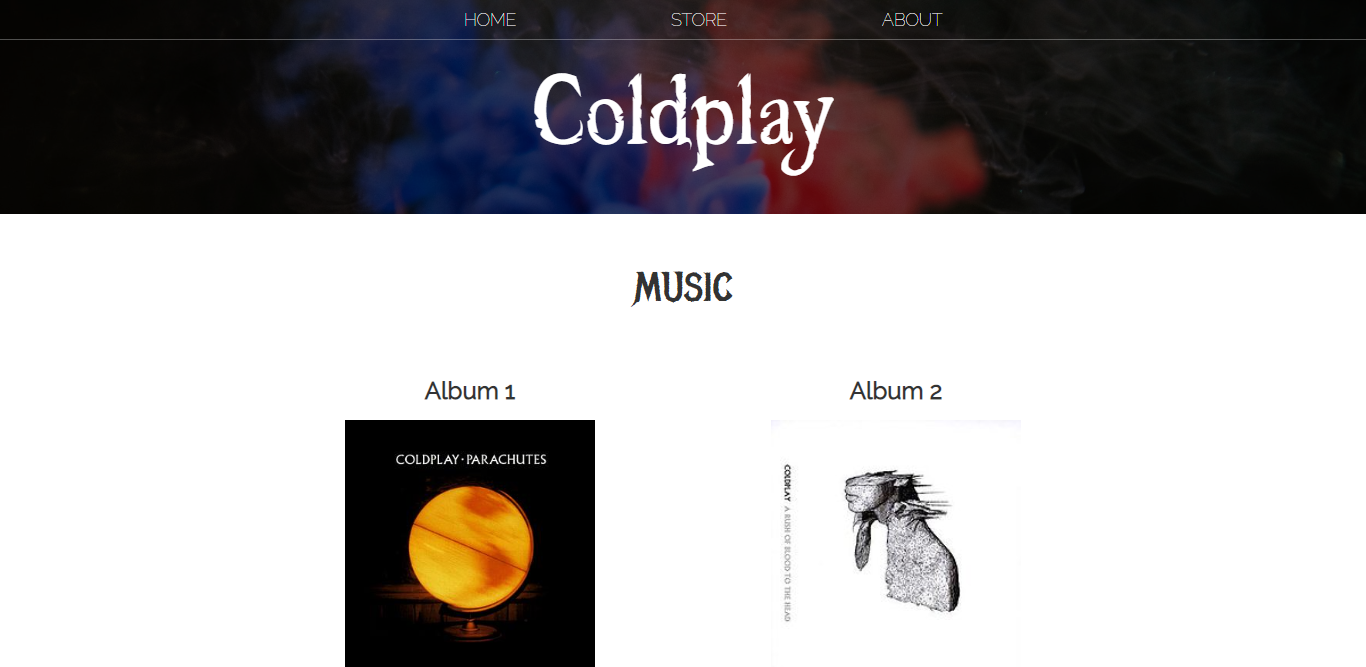 HOME STORE ABOUT
Coldplay
MUSIC
Album 1 Album 2
COLDPLAY · PARACHUTES
COLDPLAY A RUSH OF BLOOD TO THE HEAD